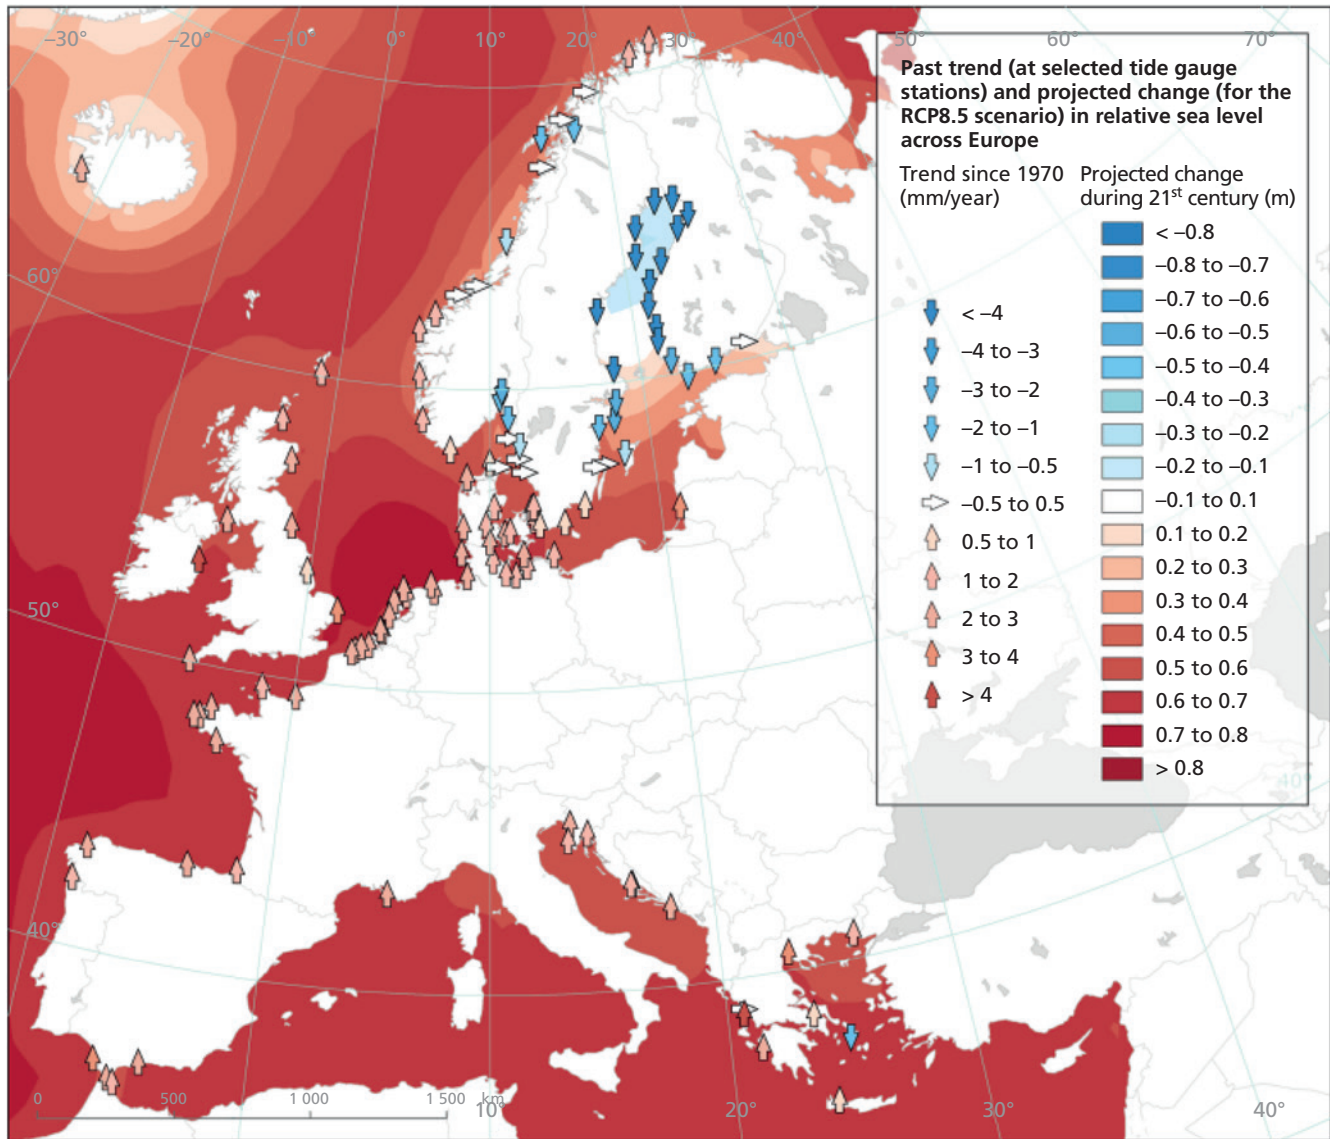 −30°
−20°
−10°
0°
10°
20°
30°
40°
50°
60°
70°
60°
50°
40°
40°
10°
20°
30°
40°
Past trend (at selected tide gauge
stations) and projected change (for the
RCP8.5 scenario) in relative sea level
across Europe
Trend since 1970
(mm/year)
< −4
−4 to −3
−3 to −2
−2 to −1
−1 to −0.5
−0.5 to 0.5
0.5 to 1
1 to 2
2 to 3
3 to 4
> 4
Projected change
during 21st century (m)
< −0.8
−0.8 to −0.7
−0.7 to −0.6
−0.6 to −0.5
−0.5 to −0.4
−0.4 to −0.3
−0.3 to −0.2
−0.2 to −0.1
−0.1 to 0.1
0.1 to 0.2
0.2 to 0.3
0.3 to 0.4
0.4 to 0.5
0.5 to 0.6
0.6 to 0.7
0.7 to 0.8
> 0.8
0 500 1 000 1 500 km